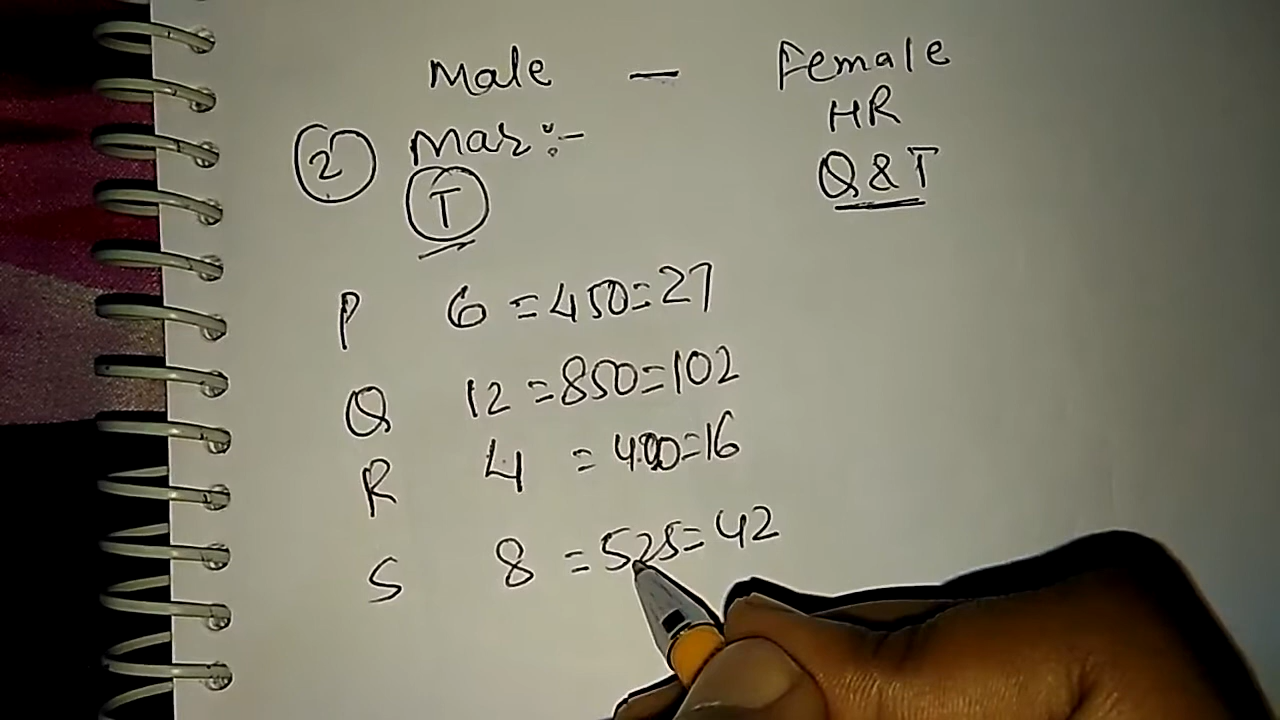 Male — Female
HR
② Mar:-
Q & T
T
P 6 = 450 = 27
Q 12 = 850 = 102
R 4 = 400 = 16
S 8 = 525 = 42